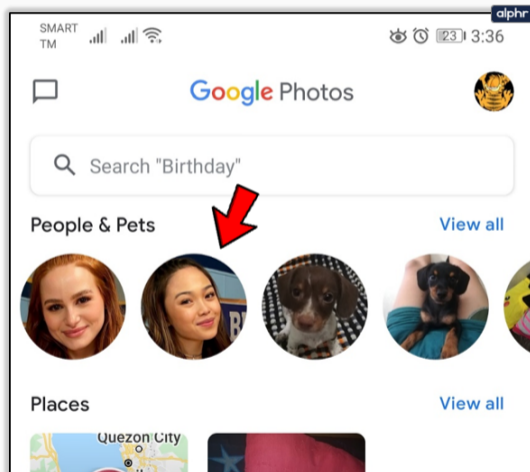 alphr
SMART
TM
23 3:36
Google Photos
Search "Birthday"
People & Pets View all
Places View all
Quezon City